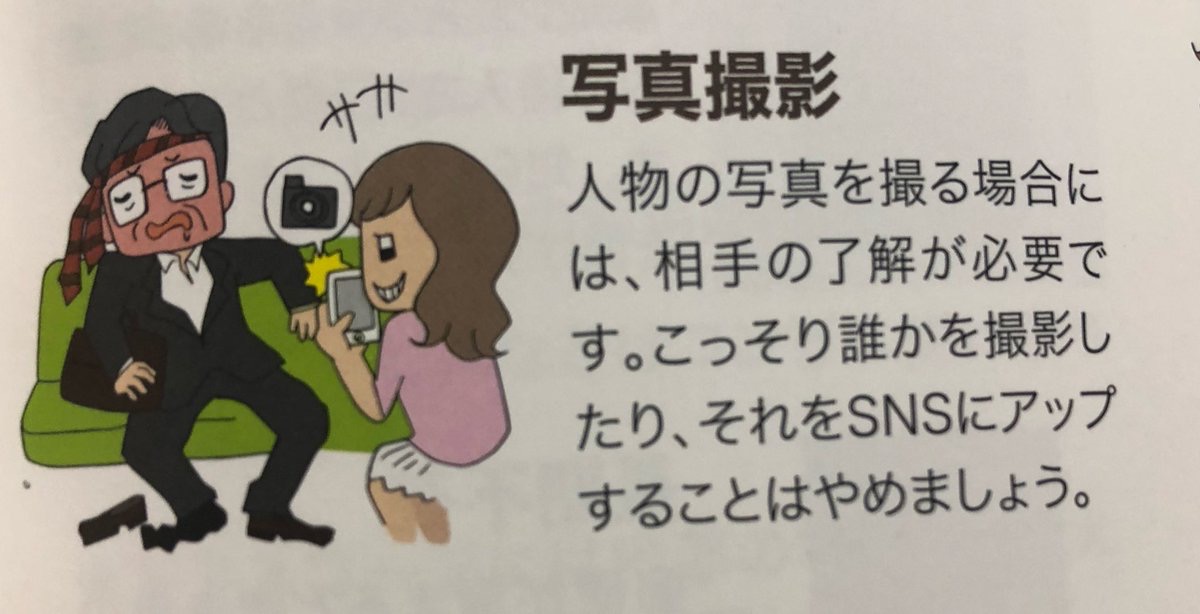 写真撮影
人物の写真を撮る場合に
は、相手の了解が必要で
す。こっそり誰かを撮影し
たり、それをSNSにアップ
することはやめましょう。